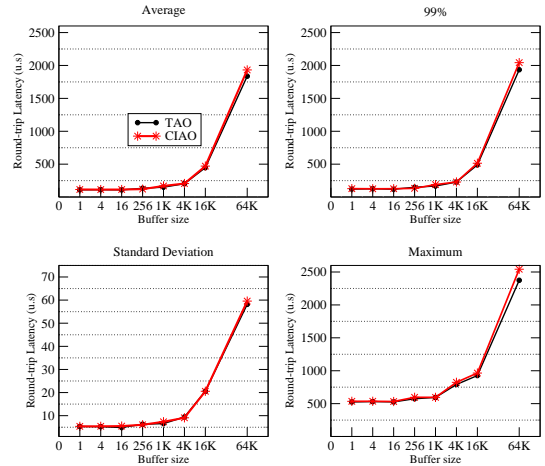 Average
2500
2000
1500
1000
500
Round-trip Latency (u.s)
TAO
CIAO
0 1 4 16 256 1K 4K 16K 64K
Buffer size
99%
2500
2000
1500
1000
500
Round-trip Latency (u.s)
0 1 4 16 256 1K 4K 16K 64K
Buffer size
Standard Deviation
70
60
50
40
30
20
10
Round-trip Latency (u.s)
0 1 4 16 256 1K 4K 16K 64K
Buffer size
Maximum
2500
2000
1500
1000
500
Round-trip Latency (u.s)
0 1 4 16 256 1K 4K 16K 64K
Buffer size